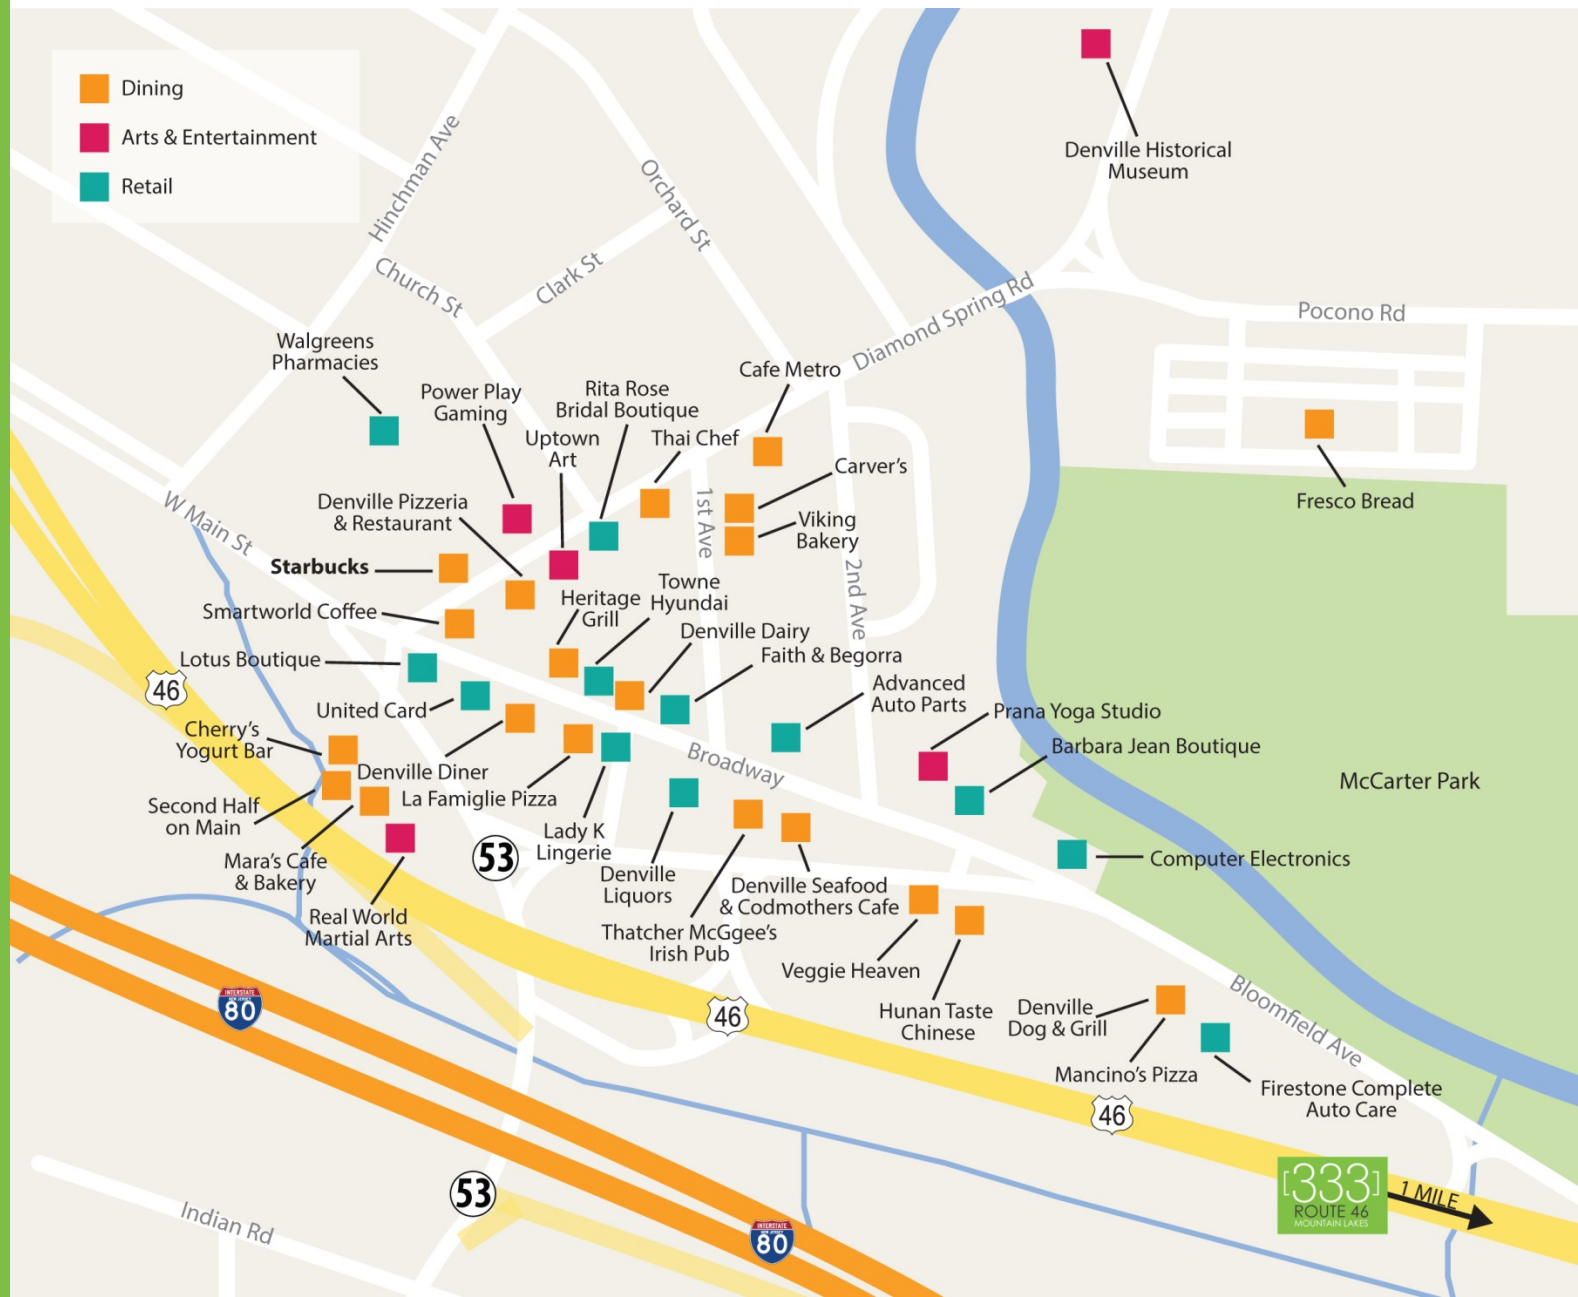 Dining
Arts & Entertainment
Retail
Hinchman Ave
Orchard St
Church St
Clark St
Denville Historical
Museum
Diamond Spring Rd
Pocono Rd
Walgreens
Pharmacies
Power Play
Gaming
Rita Rose
Bridal Boutique
Cafe Metro
Uptown
Art
Thai Chef
Carver's
Fresco Bread
W Main St
Denville Pizzeria
& Restaurant
1st Ave
Viking
Bakery
Starbucks
2nd Ave
Smartworld Coffee
Heritage
Grill
Towne
Hyundai
Denville Dairy
Faith & Begorra
Lotus Boutique
46
United Card
Advanced
Auto Parts
Prana Yoga Studio
Cherry's
Yogurt Bar
Barbara Jean Boutique
Broadway
McCarter Park
Denville Diner
La Famiglie Pizza
Second Half
on Main
Lady K
Lingerie
53
Mara's Cafe
& Bakery
Denville
Liquors
Denville Seafood
& Codmothers Cafe
Computer Electronics
Real World
Martial Arts
Thatcher McGgee's
Irish Pub
Veggie Heaven
Hunan Taste
Chinese
Denville
Dog & Grill
Bloomfield Ave
INTERSTATE
NEW JERSEY
80
46
Mancino's Pizza
Firestone Complete
Auto Care
46
53
[333]
ROUTE 46
MOUNTAIN LAKES
1 MILE
Indian Rd
INTERSTATE
NEW JERSEY
80